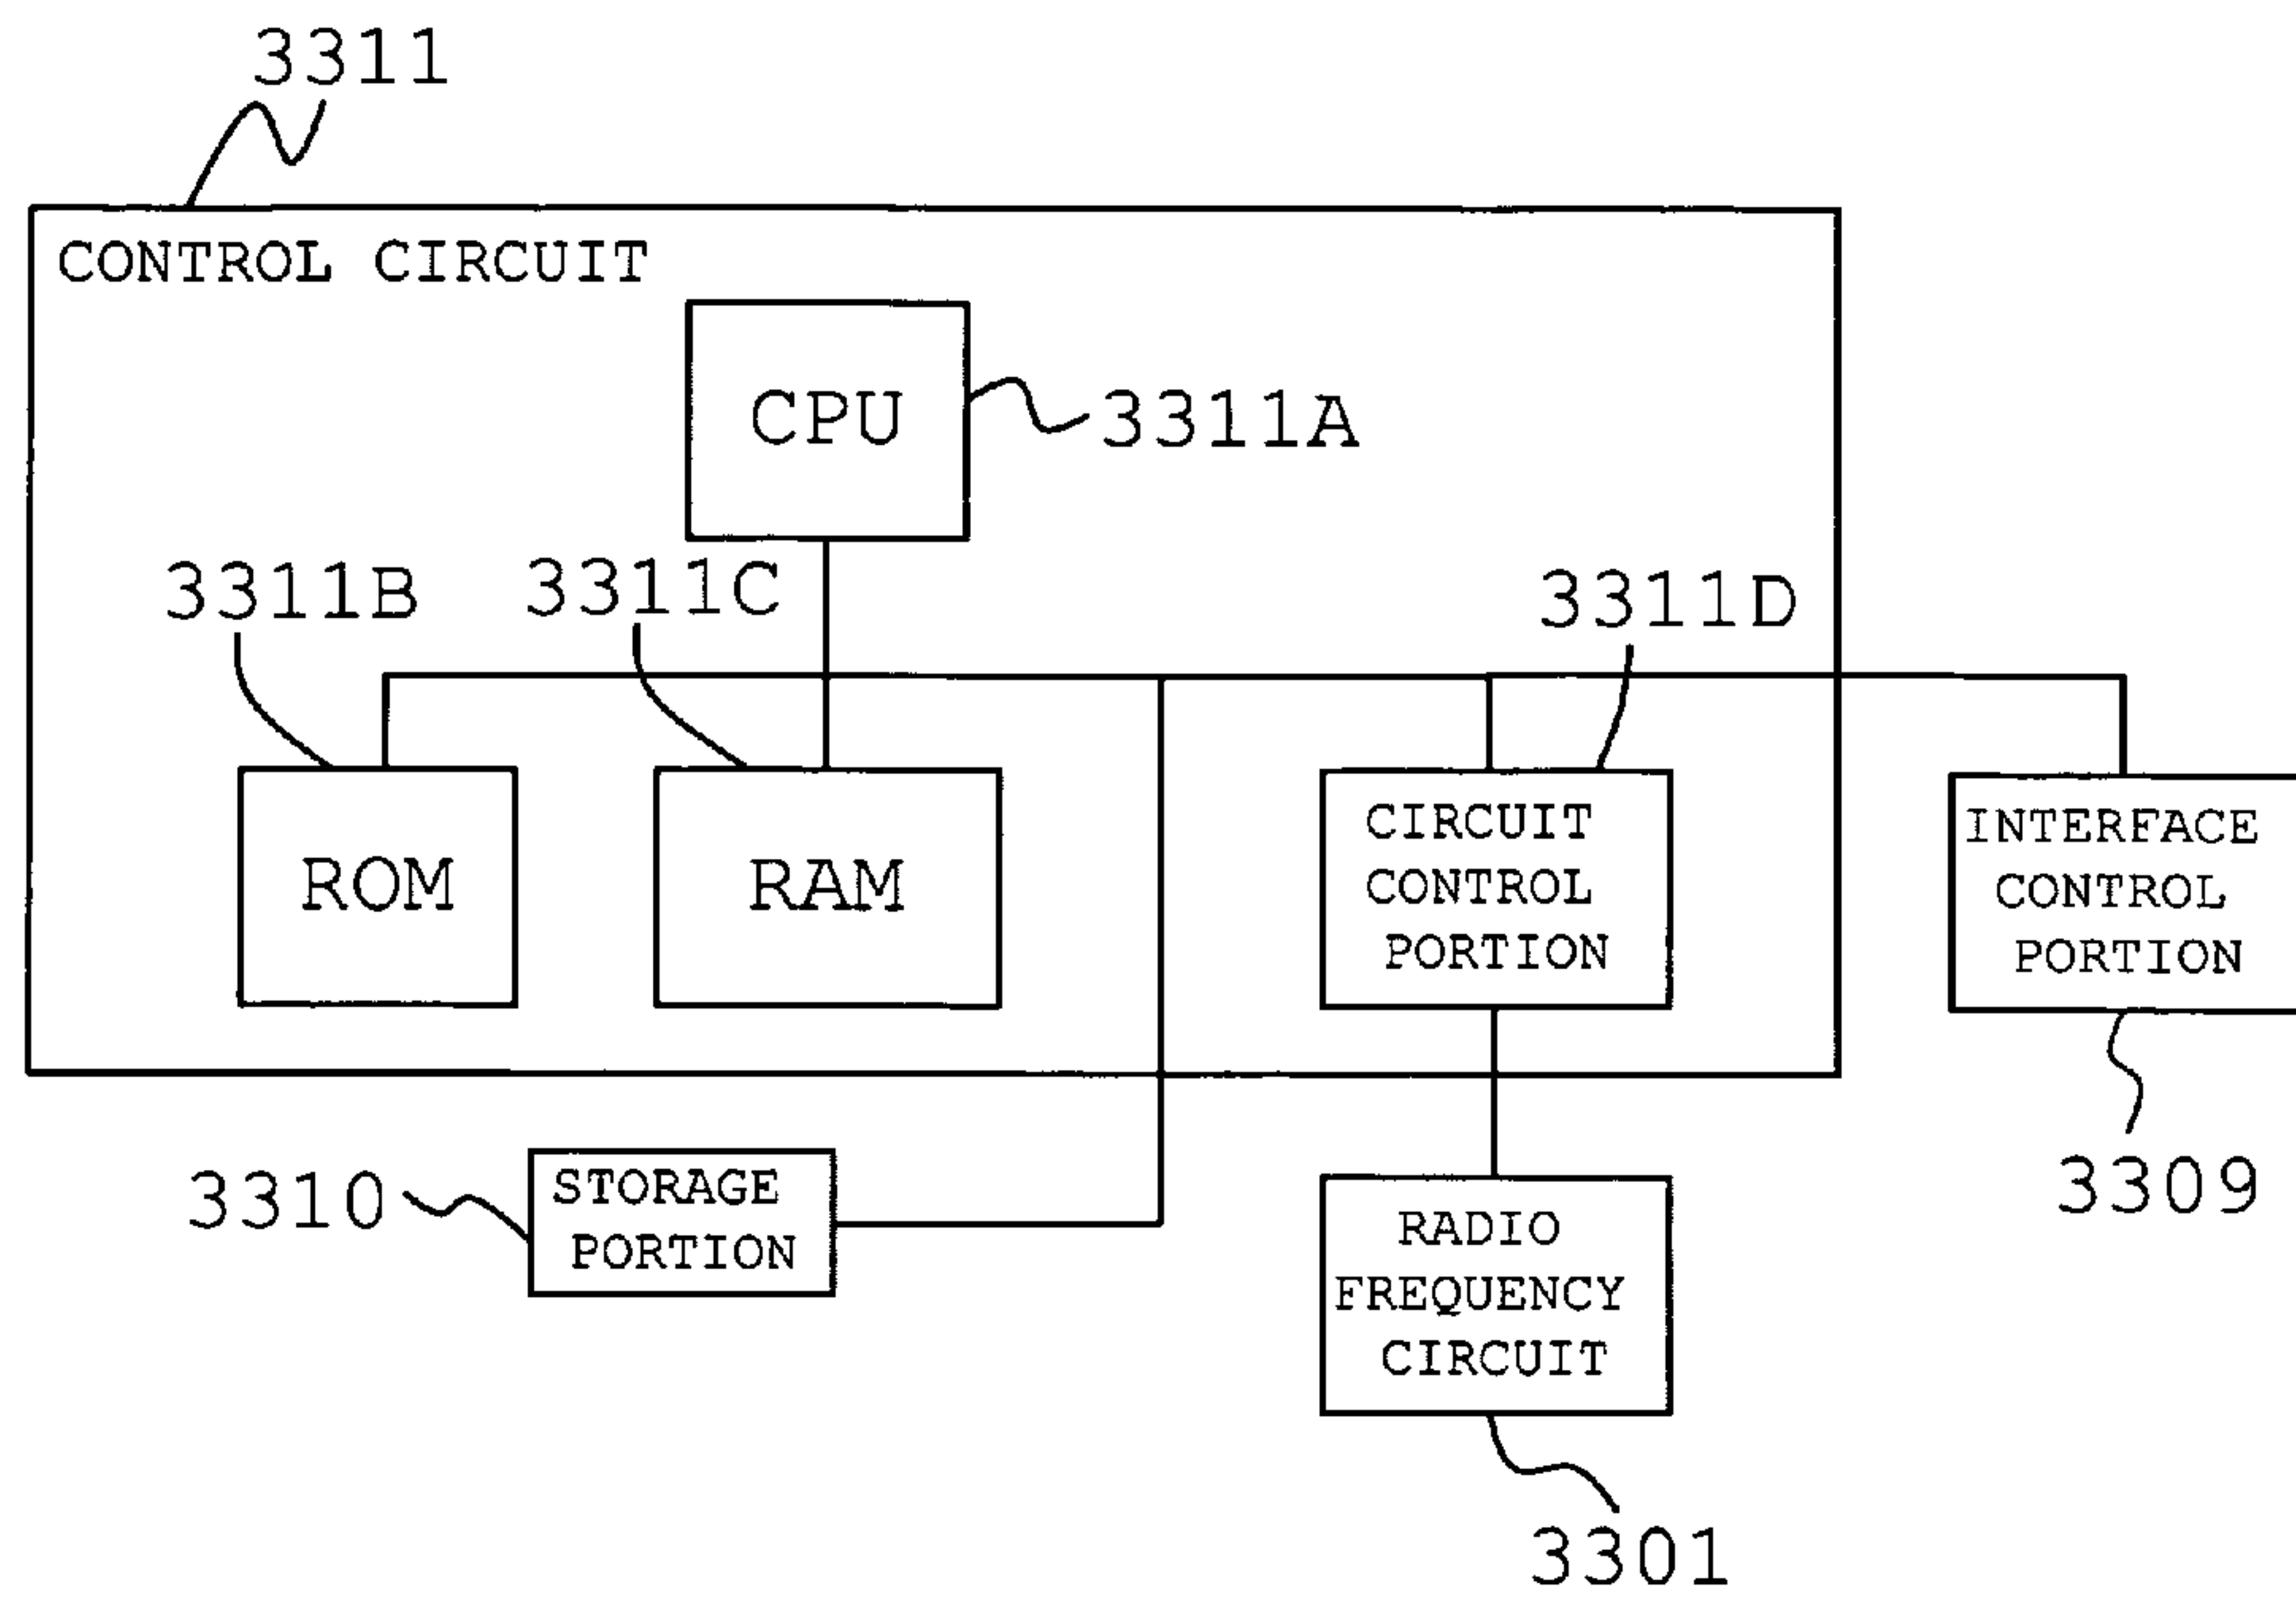 3311
CONTROL CIRCUIT
CPU
3311A
3311B
3311C
3311D
ROM
RAM
CIRCUIT
CONTROL
PORTION
INTERFACE
CONTROL
PORTION
3310
STORAGE
PORTION
RADIO
FREQUENCY
CIRCUIT
3309
3301